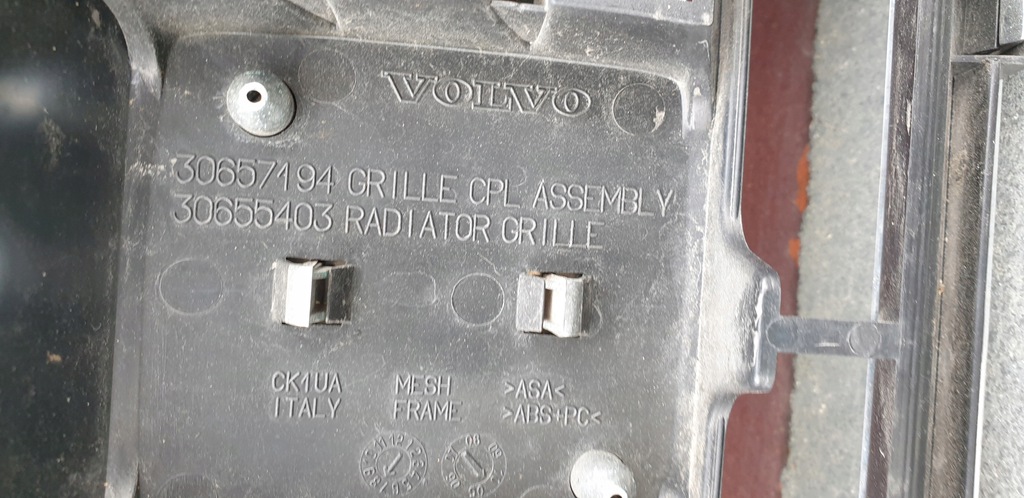 VOLVO
30657194 GRILLE CPL ASSEMBLY
30655403 RADIATOR GRILLE
CK1UA MESH >ASA<
ITALY FRAME >ABS+PC<